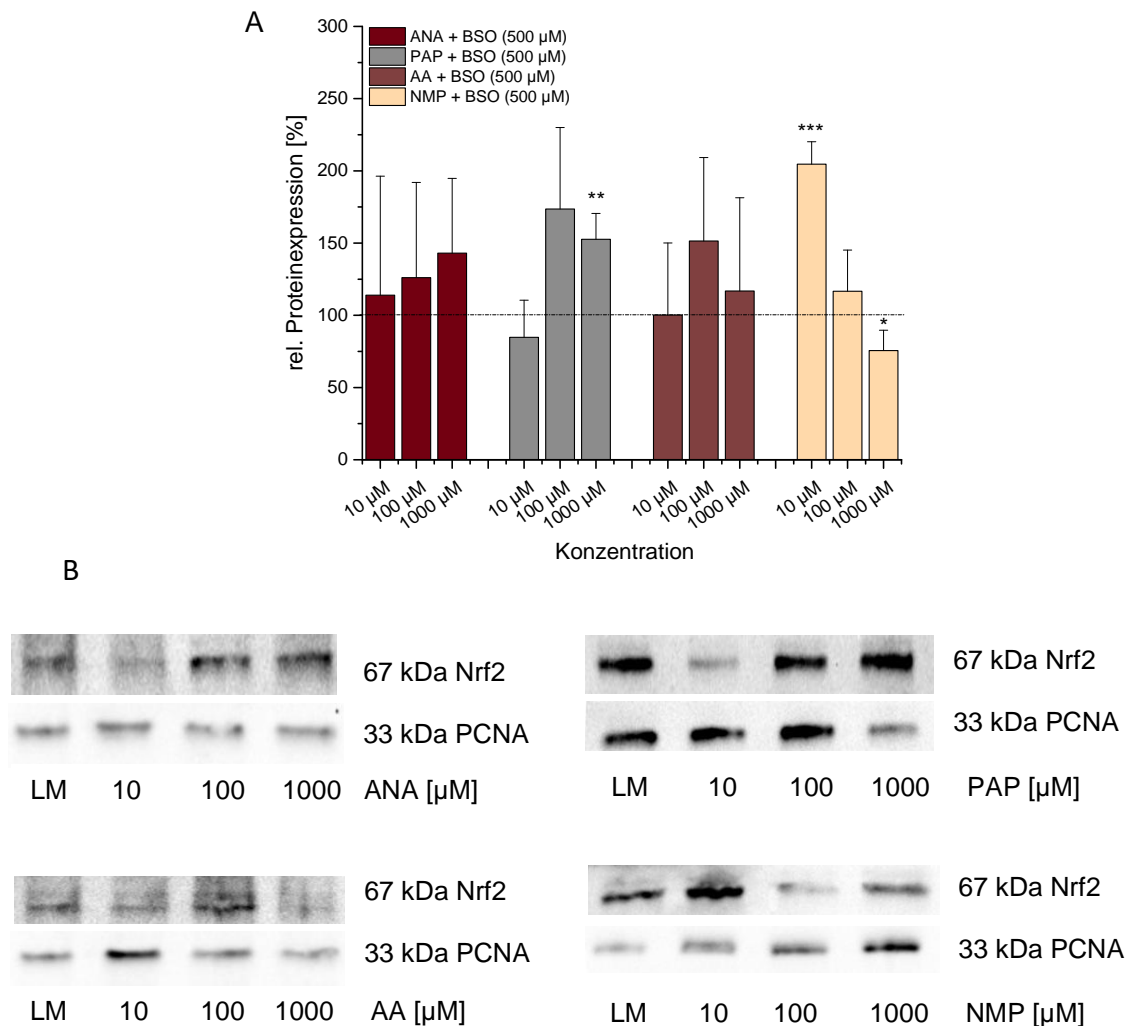 A
rel. Proteinexpression [%]
300
250
200
150
100
50
0
ANA + BSO (500 µM)
PAP + BSO (500 µM)
AA + BSO (500 µM)
NMP + BSO (500 µM)
**
***
*
10 µM 100 µM 1000 µM 10 µM 100 µM 1000 µM 10 µM 100 µM 1000 µM 10 µM 100 µM 1000 µM
Konzentration
B
67 kDa Nrf2
33 kDa PCNA
LM 10 100 1000 ANA [µM]
67 kDa Nrf2
33 kDa PCNA
LM 10 100 1000 PAP [µM]
67 kDa Nrf2
33 kDa PCNA
LM 10 100 1000 AA [µM]
67 kDa Nrf2
33 kDa PCNA
LM 10 100 1000 NMP [µM]